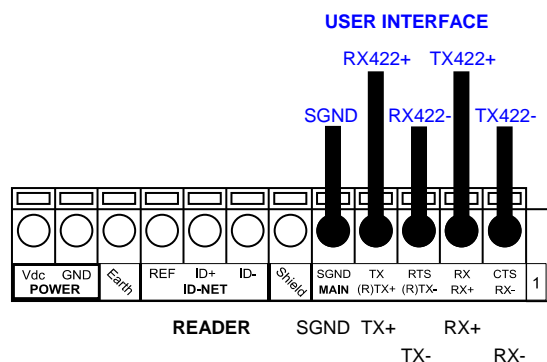 USER INTERFACE
RX422+ TX422+
SGND RX422- TX422-
Vdc GND Earth REF ID+ ID- Shield SGND TX RTS RX CTS
POWER ID-NET MAIN (R)TX+ (R)TX- RX+ RX- 1
READER SGND TX+ RX+
TX- RX-